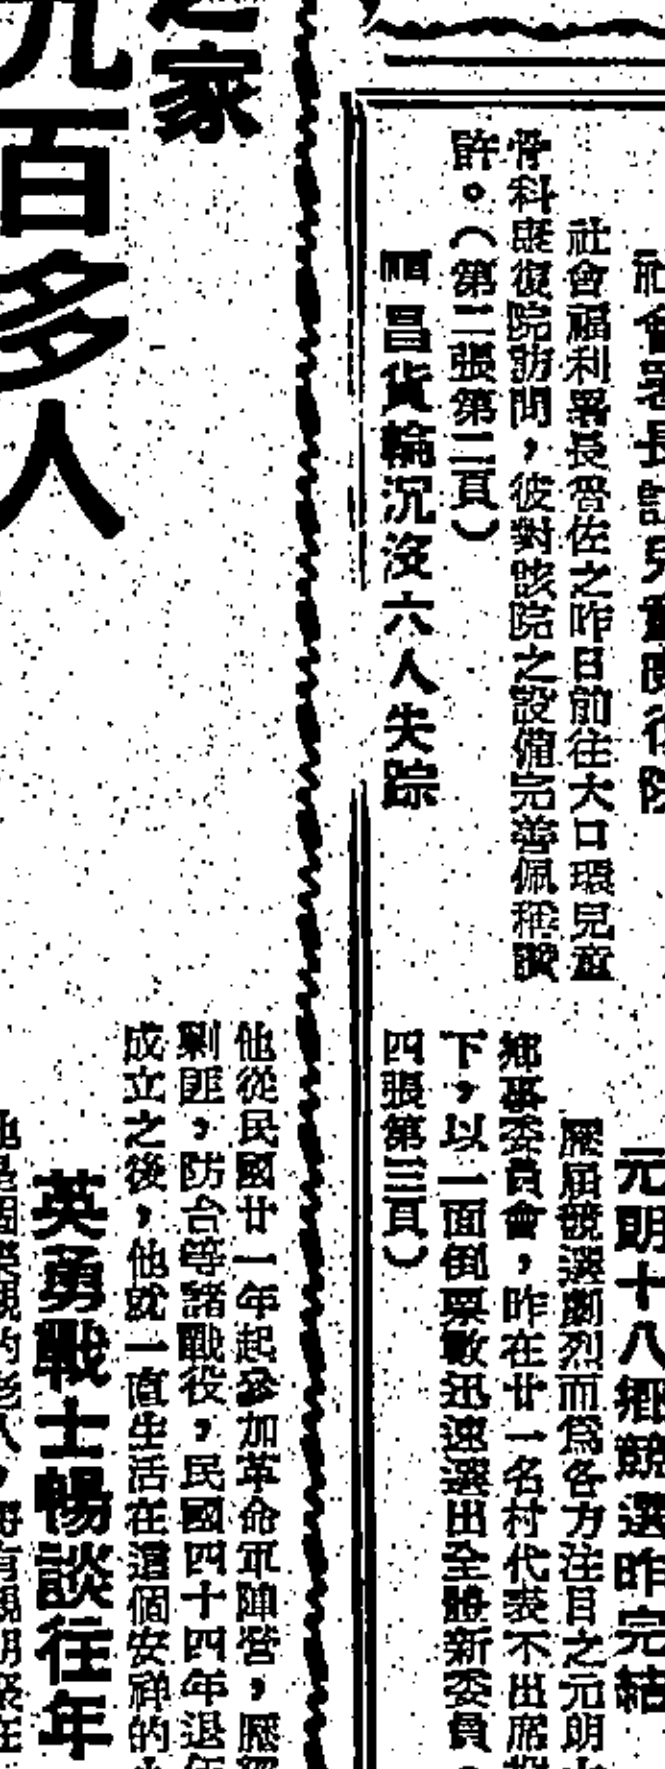 社會署長訪兒童康復院
社會福利署長晋佐之昨日前往大口環兒童
骨科康復院訪問，彼對該院之設備完善佩稱讚
許。（第二張第二頁）
昌貨輪沉沒六人失踪
元朗十八鄉競選昨完結
歷屆競選劇烈而為各方注目之元朗
鄉事委員會，昨在廿一名村代表不出席
下，以一面倒票數迅速選出全體新委員。
四張第三頁）
之家
九百多人
他從民國廿一年起參加革命軍陣營，歷經
剿匪，防台等諸戰役，民國四十四年退伍
成立之後，他就一直生活在這個安祥的
英勇戰士暢談往年